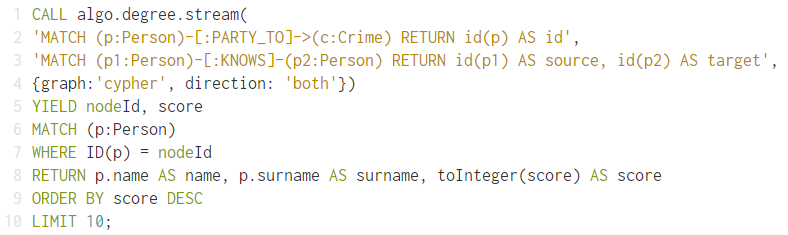 1 CALL algo.degree.stream(
2 'MATCH (p:Person)-[:PARTY_TO]->(c:Crime) RETURN id(p) AS id',
3 'MATCH (p1:Person)-[:KNOWS]-(p2:Person) RETURN id(p1) AS source, id(p2) AS target',
4 {graph:'cypher', direction: 'both'})
5 YIELD nodeId, score
6 MATCH (p:Person)
7 WHERE ID(p) = nodeId
8 RETURN p.name AS name, p.surname AS surname, toInteger(score) AS score
9 ORDER BY score DESC
10 LIMIT 10;